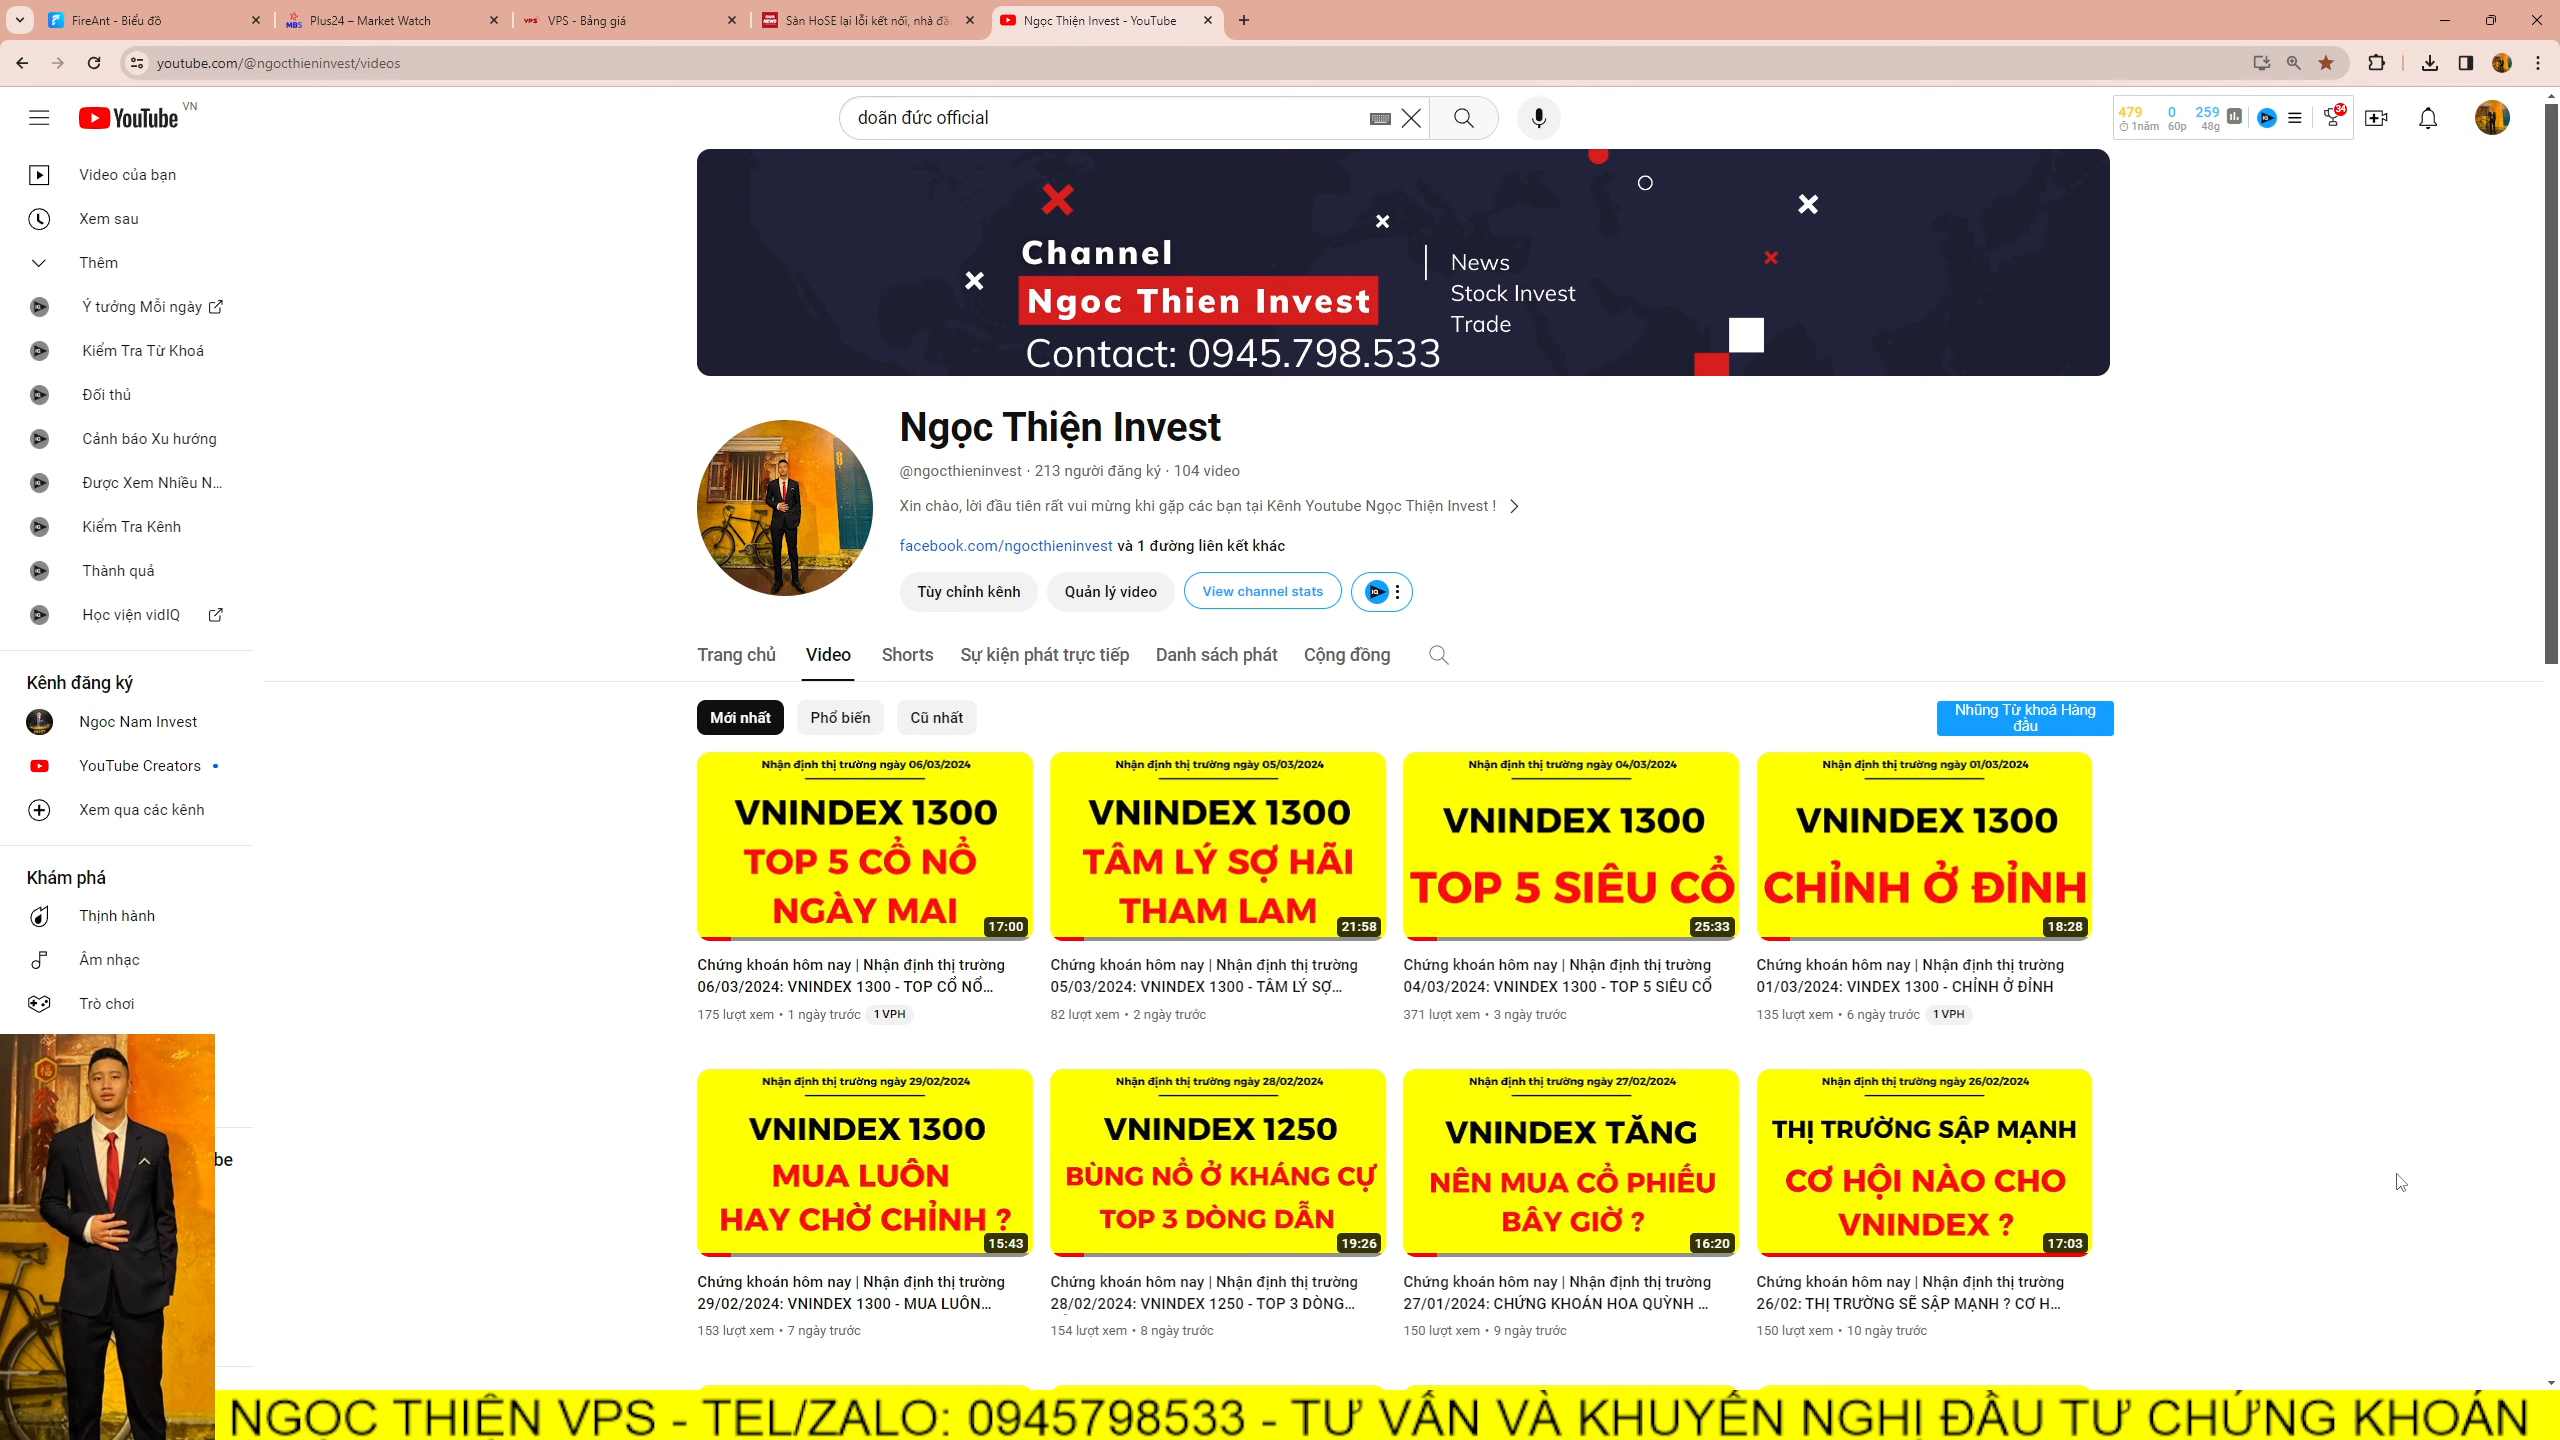 FireAnt - Biểu đồ
Plus24 – Market Watch
VPS - Bảng giá
Sàn HoSE lại lỗi kết nối, nhà đầ
Ngọc Thiện Invest - YouTube
youtube.com/@ngocthieninvest/videos
YouTube
VN
doãn đức official
479
0
259
1năm
60p
48g
34
Video của bạn
Xem sau
Thêm
Ý tưởng Mỗi ngày
Kiểm Tra Từ Khoá
Đối thủ
Cảnh báo Xu hướng
Được Xem Nhiều N...
Kiểm Tra Kênh
Thành quả
Học viện vidIQ
Kênh đăng ký
Ngoc Nam Invest
YouTube Creators
Xem qua các kênh
Khám phá
Thịnh hành
Âm nhạc
Trò chơi
be
Channel
Ngoc Thien Invest
Contact: 0945.798.533
News
Stock Invest
Trade
Ngọc Thiện Invest
@ngocthieninvest · 213 người đăng ký · 104 video
Xin chào, lời đầu tiên rất vui mừng khi gặp các bạn tại Kênh Youtube Ngọc Thiện Invest !
facebook.com/ngocthieninvest và 1 đường liên kết khác
Tùy chỉnh kênh
Quản lý video
View channel stats
Trang chủ
Video
Shorts
Sự kiện phát trực tiếp
Danh sách phát
Cộng đồng
Mới nhất
Phổ biến
Cũ nhất
Những Từ khoá Hàng
đầu
Nhận định thị trường ngày 06/03/2024
VNINDEX 1300
TOP 5 CỔ NỔ
NGÀY MAI
17:00
Chứng khoán hôm nay | Nhận định thị trường
06/03/2024: VNINDEX 1300 - TOP CỔ NỔ...
175 lượt xem • 1 ngày trước
1 VPH
Nhận định thị trường ngày 05/03/2024
VNINDEX 1300
TÂM LÝ SỢ HÃI
THAM LAM
21:58
Chứng khoán hôm nay | Nhận định thị trường
05/03/2024: VNINDEX 1300 - TÂM LÝ SỢ...
82 lượt xem • 2 ngày trước
Nhận định thị trường ngày 04/03/2024
VNINDEX 1300
TOP 5 SIÊU CỔ
25:33
Chứng khoán hôm nay | Nhận định thị trường
04/03/2024: VNINDEX 1300 - TOP 5 SIÊU CỔ
371 lượt xem • 3 ngày trước
Nhận định thị trường ngày 01/03/2024
VNINDEX 1300
CHỈNH Ở ĐỈNH
18:28
Chứng khoán hôm nay | Nhận định thị trường
01/03/2024: VINDEX 1300 - CHỈNH Ở ĐỈNH
135 lượt xem • 6 ngày trước
1 VPH
Nhận định thị trường ngày 29/02/2024
VNINDEX 1300
MUA LUÔN
HAY CHỜ CHỈNH ?
15:43
Chứng khoán hôm nay | Nhận định thị trường
29/02/2024: VNINDEX 1300 - MUA LUÔN...
153 lượt xem • 7 ngày trước
Nhận định thị trường ngày 28/02/2024
VNINDEX 1250
BÙNG NỔ Ở KHÁNG CỰ
TOP 3 DÒNG DẪN
19:26
Chứng khoán hôm nay | Nhận định thị trường
28/02/2024: VNINDEX 1250 - TOP 3 DÒNG...
154 lượt xem • 8 ngày trước
Nhận định thị trường ngày 27/02/2024
VNINDEX TĂNG
NÊN MUA CỔ PHIẾU
BÂY GIỜ ?
16:20
Chứng khoán hôm nay | Nhận định thị trường
27/01/2024: CHỨNG KHOÁN HOA QUỲNH ...
150 lượt xem • 9 ngày trước
Nhận định thị trường ngày 26/02/2024
THỊ TRƯỜNG SẬP MẠNH
CƠ HỘI NÀO CHO
VNINDEX ?
17:03
Chứng khoán hôm nay | Nhận định thị trường
26/02: THỊ TRƯỜNG SẼ SẬP MẠNH ? CƠ H...
150 lượt xem • 10 ngày trước
NGỌC THIỆN VPS - TEL/ZALO: 0945798533 - TƯ VẤN VÀ KHUYẾN NGHỊ ĐẦU TƯ CHỨNG KHOÁN